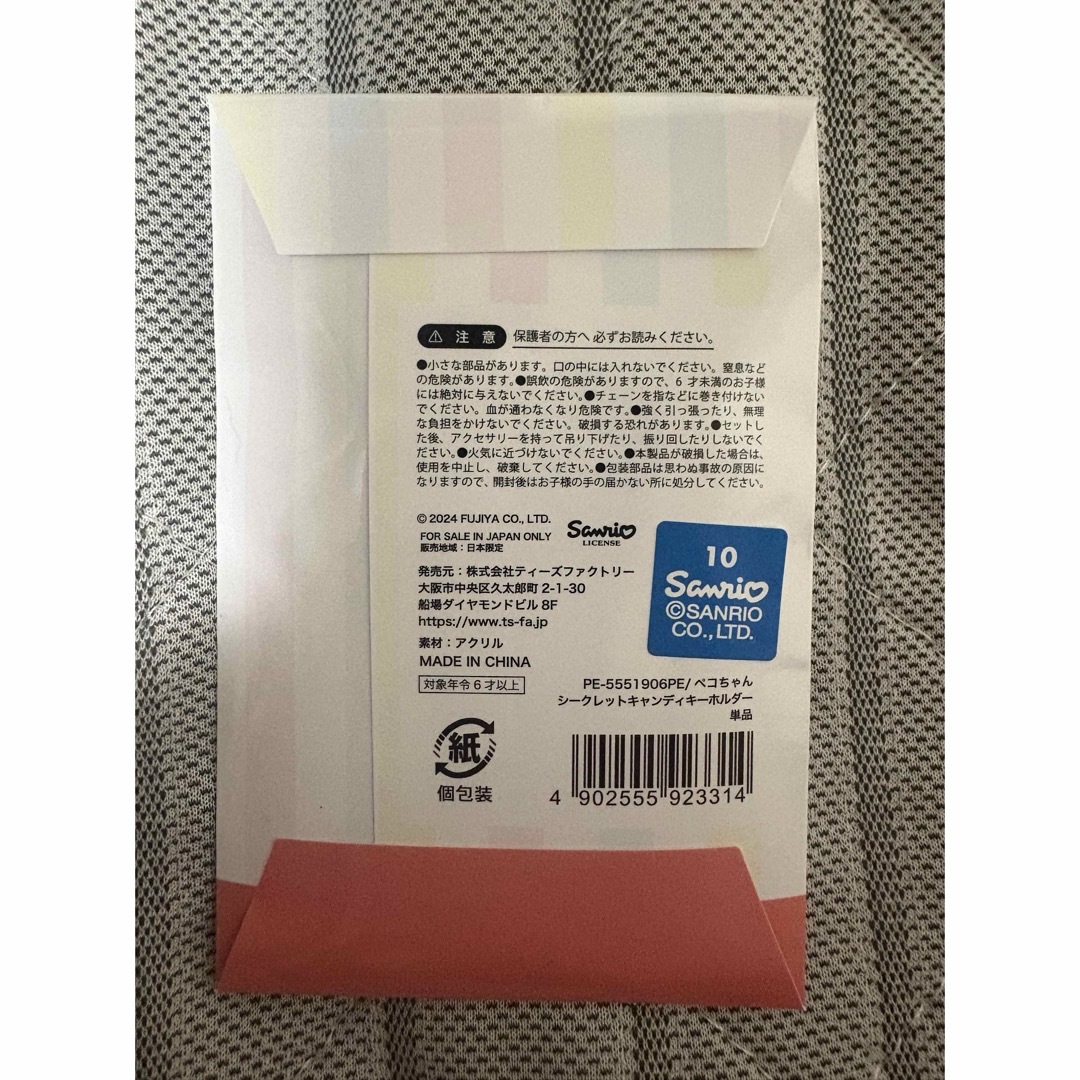 ⚠ 注意 保護者の方へ 必ずお読みください。
●小さな部品があります。口の中には入れないでください。窒息など
の危険があります。●誤飲の危険がありますので、6 才未満のお子様
には絶対に与えないでください。●チェーンを指などに巻き付けない
でください。血が通わなくなり危険です。●強く引っ張ったり、無理
な負担をかけないでください。破損する恐れがあります。●セットし
た後、アクセサリーを持って吊り下げたり、振り回したりしないでく
ださい。●火気に近づけないでください。●本製品が破損した場合は、
使用を中止し、破棄してください。●包装部品は思わぬ事故の原因に
なりますので、開封後はお子様の手の届かない所に処分してください。
© 2024 FUJIYA CO., LTD.
FOR SALE IN JAPAN ONLY
販売地域：日本限定
Sanrio
LICENSE
発売元：株式会社ティーズファクトリー
大阪市中央区久太郎町 2-1-30
船場ダイヤモンドビル 8F
https://www.ts-fa.jp
素材：アクリル
MADE IN CHINA
対象年令 6 才以上
10
Sanrio
©SANRIO
CO., LTD.
PE-5551906PE/ ペコちゃん
シークレットキャンディキーホルダー
単品
紙
個包装
4 902555 923314